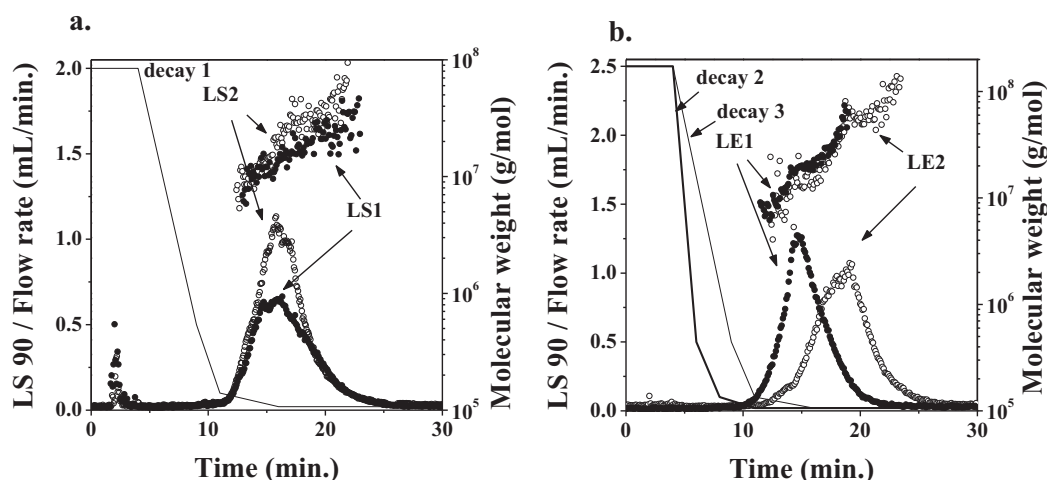 a.
LS 90 / Flow rate (mL/min.)
2.0
1.5
1.0
0.5
0.0
decay 1
LS2
LS1
10^8
10^7
10^6
10^5
Molecular weight (g/mol)
0 10 20 30
Time (min.)
b.
LS 90 / Flow rate (mL/min.)
2.5
2.0
1.5
1.0
0.5
0.0
decay 2
decay 3
LE1
LE2
10^8
10^7
10^6
10^5
Molecular weight (g/mol)
0 10 20 30
Time (min.)